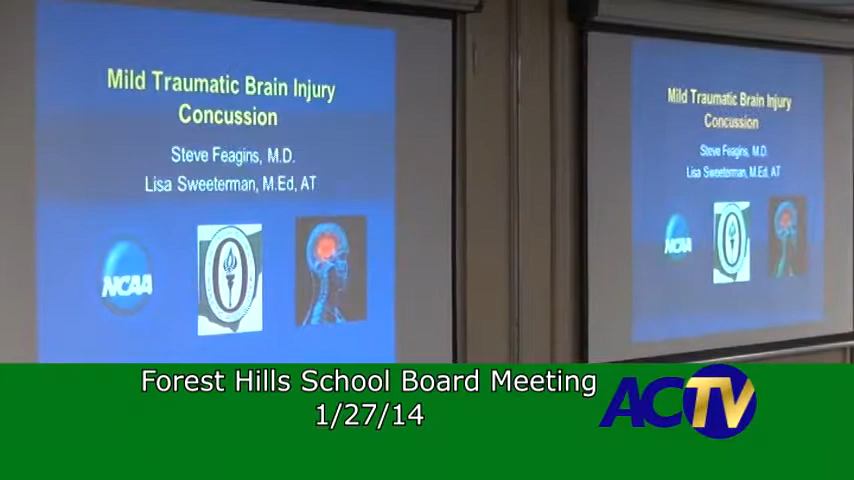 Mild Traumatic Brain Injury
Concussion
Steve Feagins, M.D.
Lisa Sweeterman, M.Ed, AT
NCAA
Mild Traumatic Brain Injury
Concussion
Steve Feagins, M.D.
Lisa Sweeterman, M.Ed, AT
NCAA
Forest Hills School Board Meeting
1/27/14
ACTV